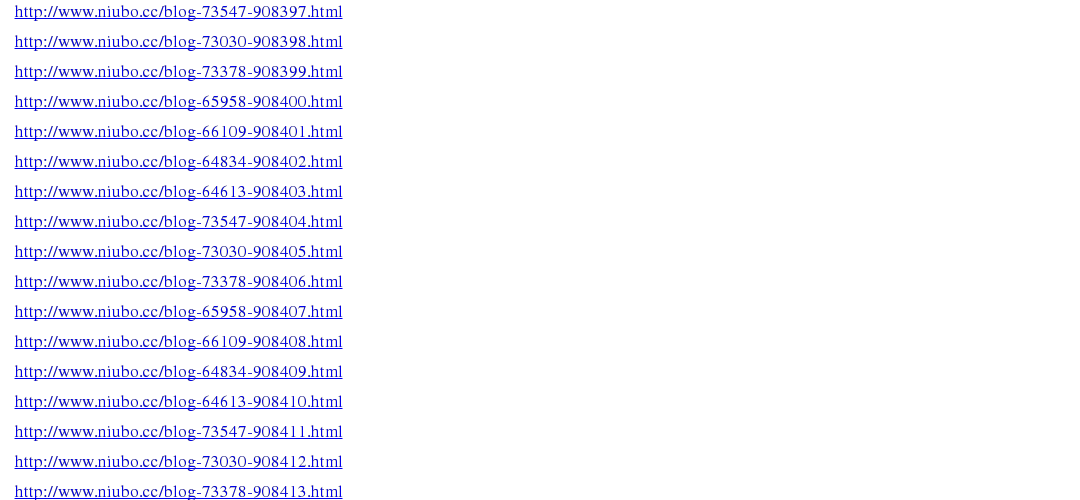 http://www.niubo.cc/blog-73547-908397.html
http://www.niubo.cc/blog-73030-908398.html
http://www.niubo.cc/blog-73378-908399.html
http://www.niubo.cc/blog-65958-908400.html
http://www.niubo.cc/blog-66109-908401.html
http://www.niubo.cc/blog-64834-908402.html
http://www.niubo.cc/blog-64613-908403.html
http://www.niubo.cc/blog-73547-908404.html
http://www.niubo.cc/blog-73030-908405.html
http://www.niubo.cc/blog-73378-908406.html
http://www.niubo.cc/blog-65958-908407.html
http://www.niubo.cc/blog-66109-908408.html
http://www.niubo.cc/blog-64834-908409.html
http://www.niubo.cc/blog-64613-908410.html
http://www.niubo.cc/blog-73547-908411.html
http://www.niubo.cc/blog-73030-908412.html
http://www.niubo.cc/blog-73378-908413.html